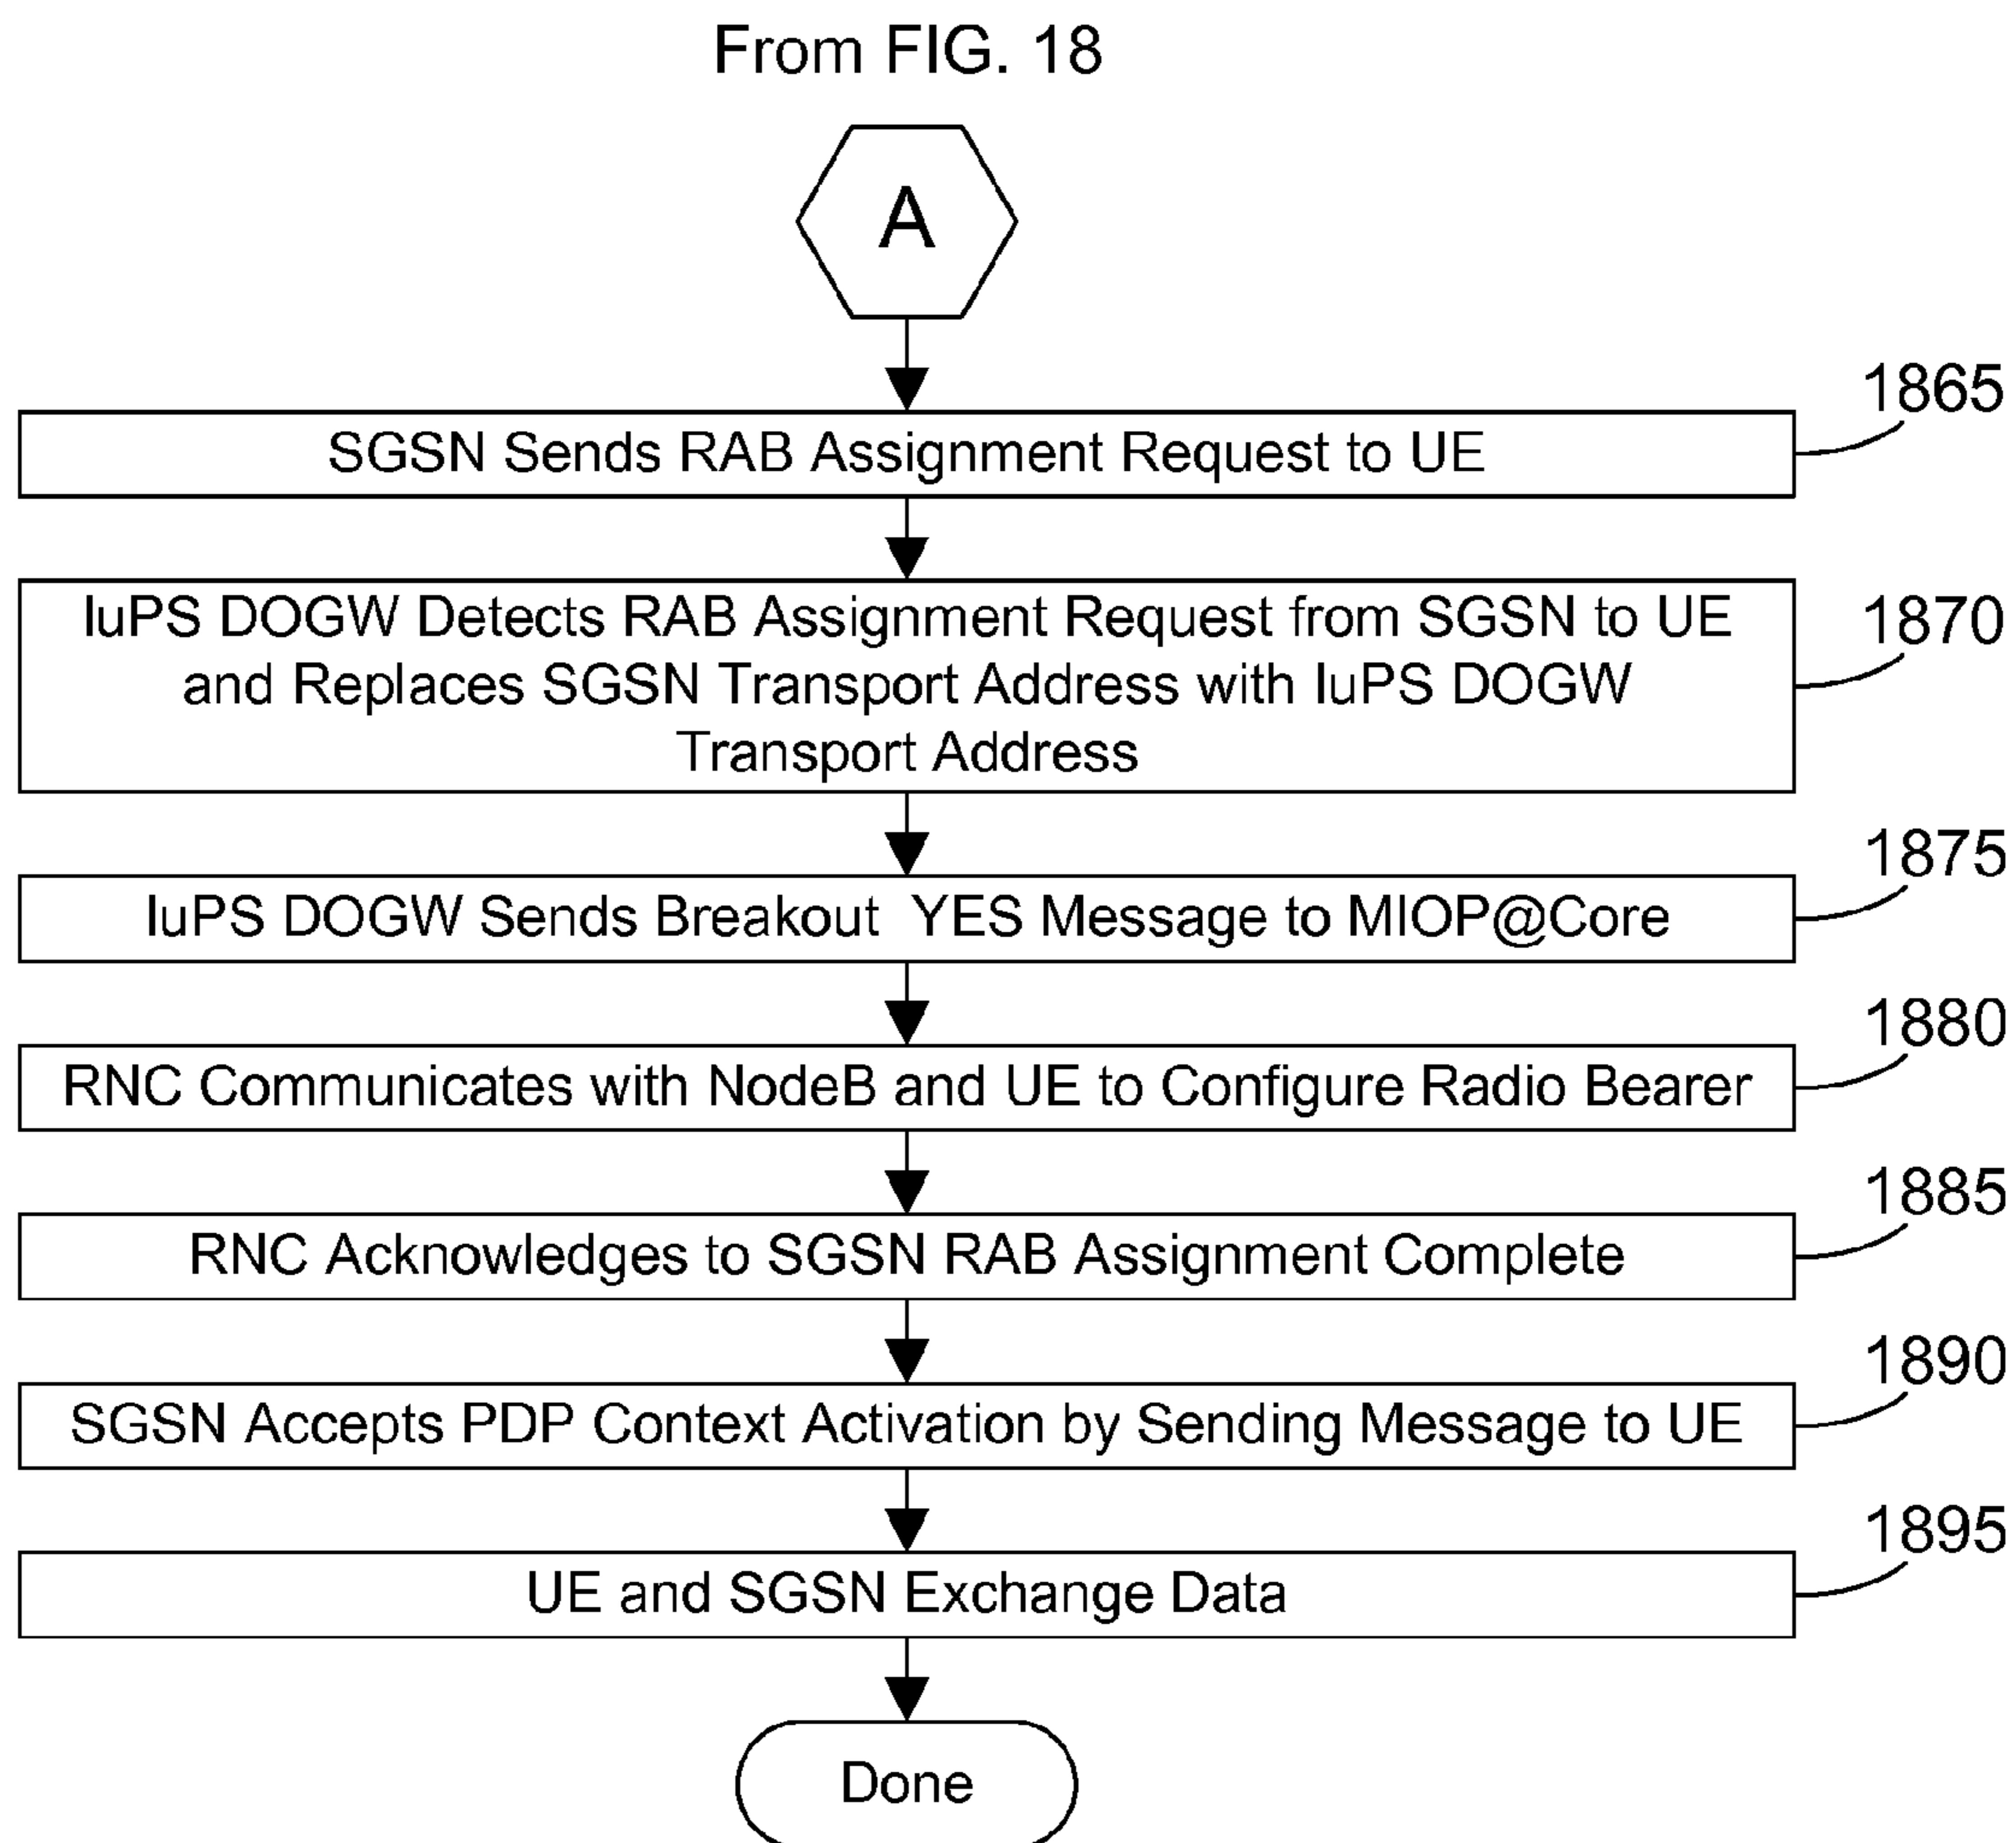 From FIG. 18
A
1865
SGSN Sends RAB Assignment Request to UE
IuPS DOGW Detects RAB Assignment Request from SGSN to UE
1870
and Replaces SGSN Transport Address with IuPS DOGW
Transport Address
1875
IuPS DOGW Sends Breakout YES Message to MIOP@Core
1880
RNC Communicates with NodeB and UE to Configure Radio Bearer
1885
RNC Acknowledges to SGSN RAB Assignment Complete
1890
SGSN Accepts PDP Context Activation by Sending Message to UE
1895
UE and SGSN Exchange Data
Done